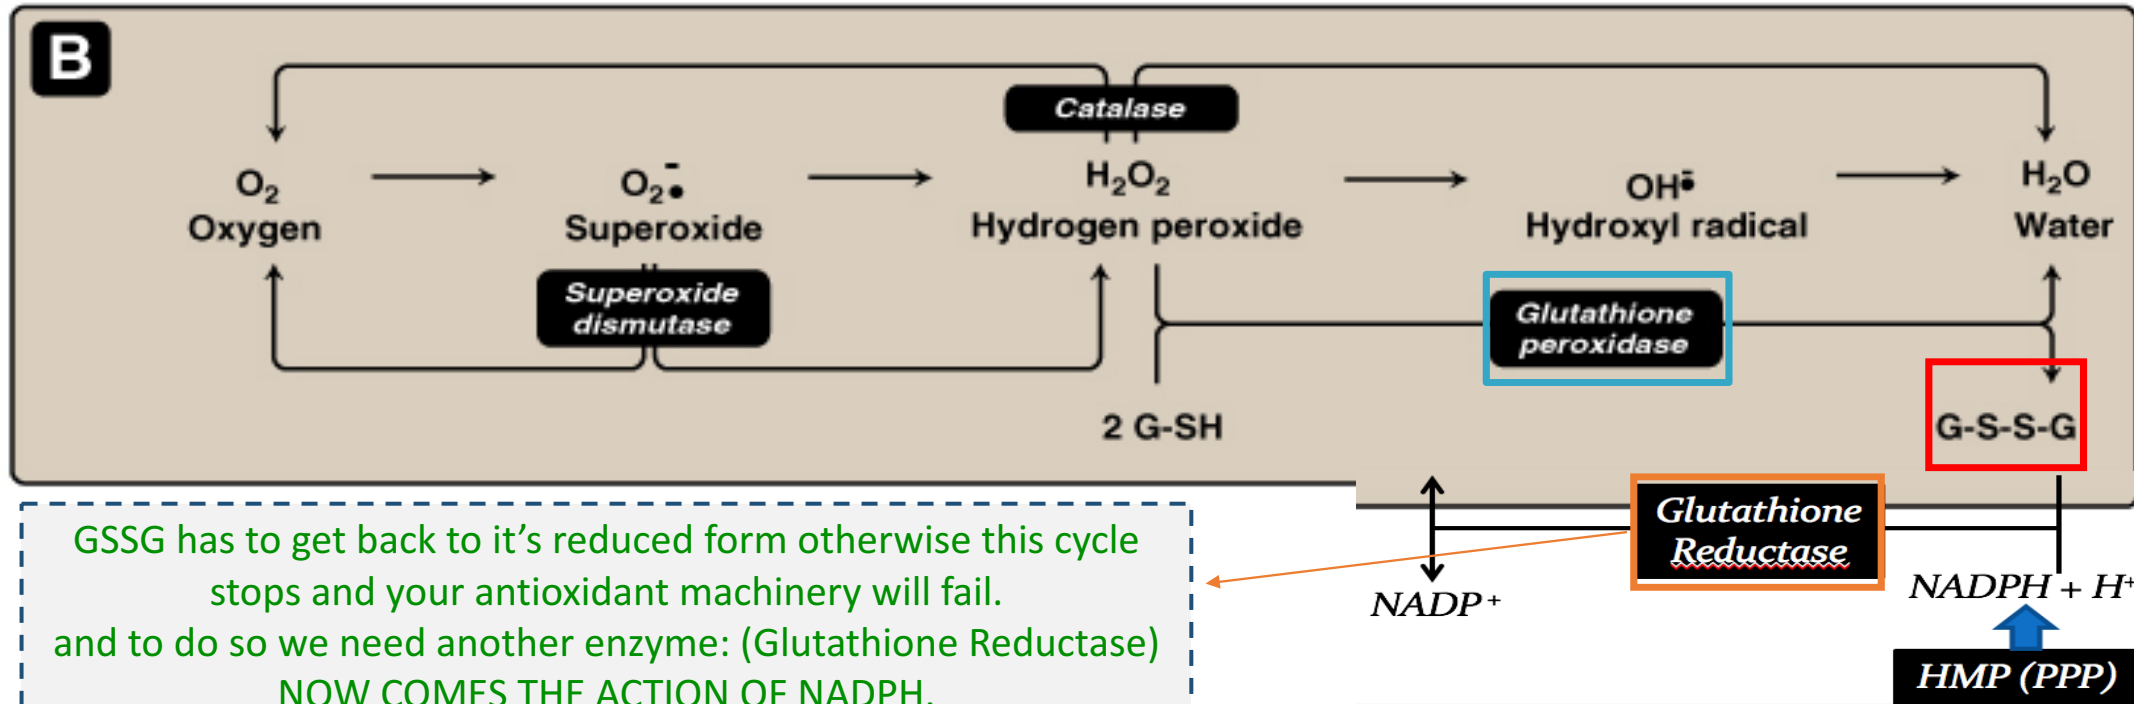 B
Catalase
O₂
O₂•⁻
H₂O₂
OH•⁻
H₂O
Oxygen
Superoxide
Hydrogen peroxide
Hydroxyl radical
Water
Superoxide
dismutase
Glutathione
peroxidase
2 G-SH
G-S-S-G
Glutathione
Reductase
NADP⁺
NADPH + H⁺
HMP (PPP)
GSSG has to get back to it's reduced form otherwise this cycle
stops and your antioxidant machinery will fail.
and to do so we need another enzyme: (Glutathione Reductase)
NOW COMES THE ACTION OF NADPH.